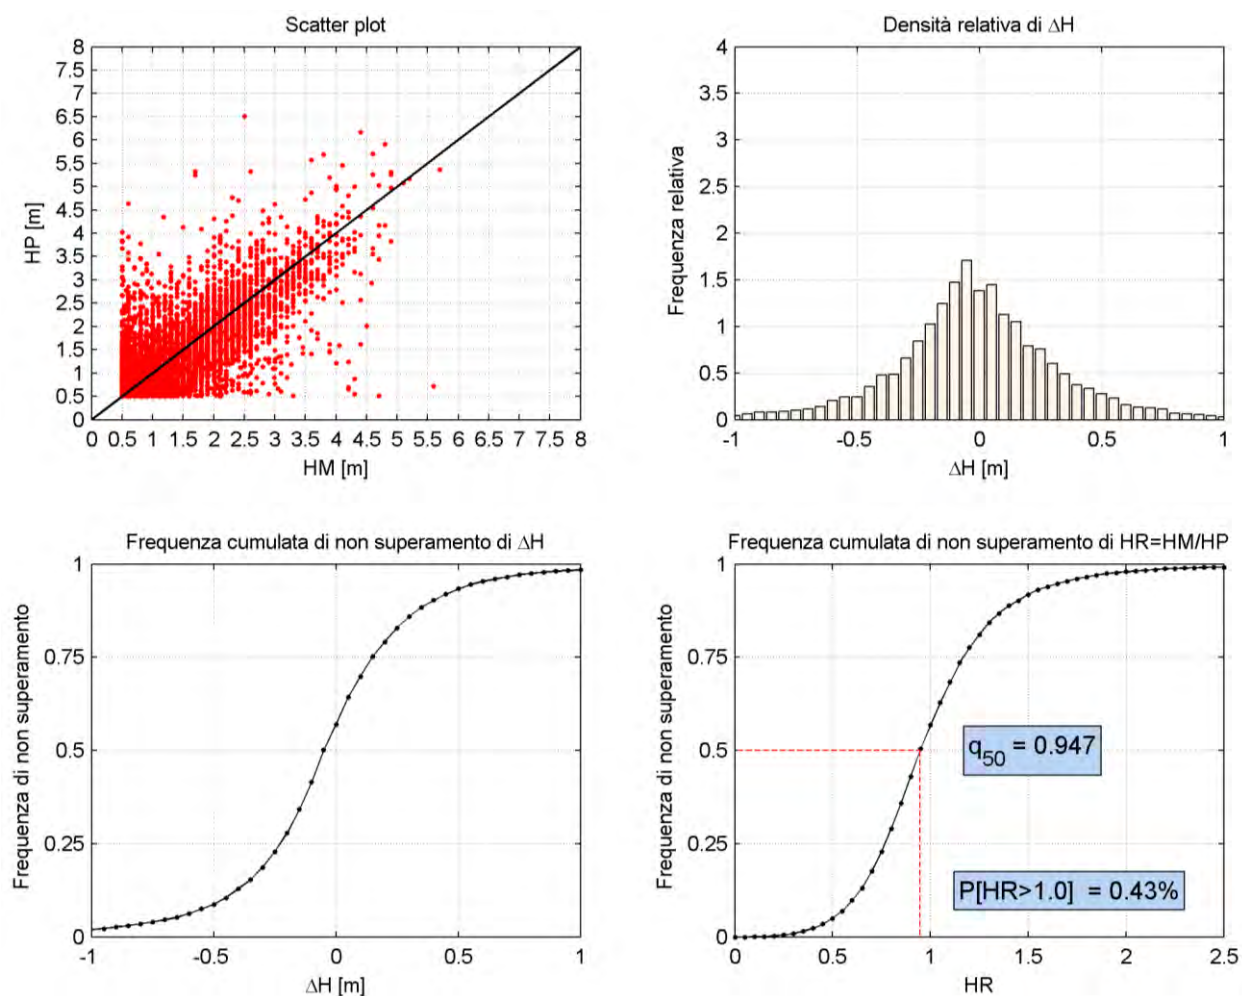 Scatter plot
8
7.5
7
6.5
6
5.5
5
4.5
4
3.5
3
2.5
2
1.5
1
0.5
0
HP [m]
0 0.5 1 1.5 2 2.5 3 3.5 4 4.5 5 5.5 6 6.5 7 7.5 8
HM [m]
Densità relativa di ΔH
4
3.5
3
2.5
2
1.5
1
0.5
0
Frequenza relativa
-1 -0.5 0 0.5 1
ΔH [m]
Frequenza cumulata di non superamento di ΔH
1
0.75
0.5
0.25
0
Frequenza di non superamento
-1 -0.5 0 0.5 1
ΔH [m]
Frequenza cumulata di non superamento di HR=HM/HP
1
0.75
0.5
0.25
0
Frequenza di non superamento
q50 = 0.947
P[HR>1.0] = 0.43%
0 0.5 1 1.5 2 2.5
HR